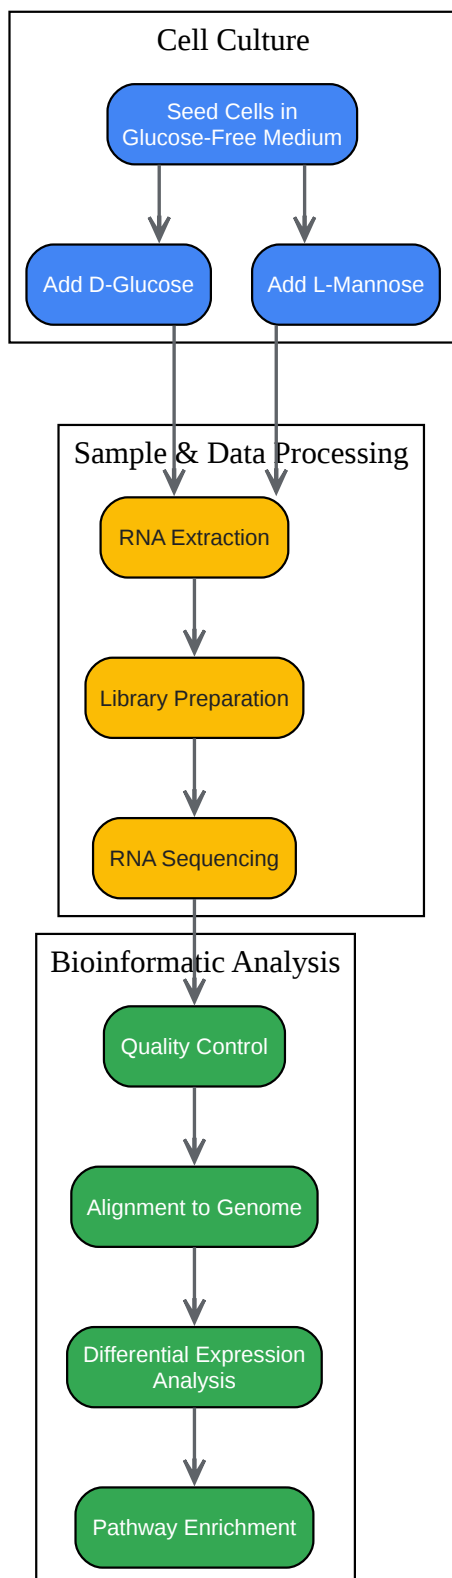 Cell Culture
Seed Cells in
Glucose-Free Medium
Add D-Glucose
Add L-Mannose
Sample & Data Processing
RNA Extraction
Library Preparation
RNA Sequencing
Bioinformatic Analysis
Quality Control
Alignment to Genome
Differential Expression
Analysis
Pathway Enrichment